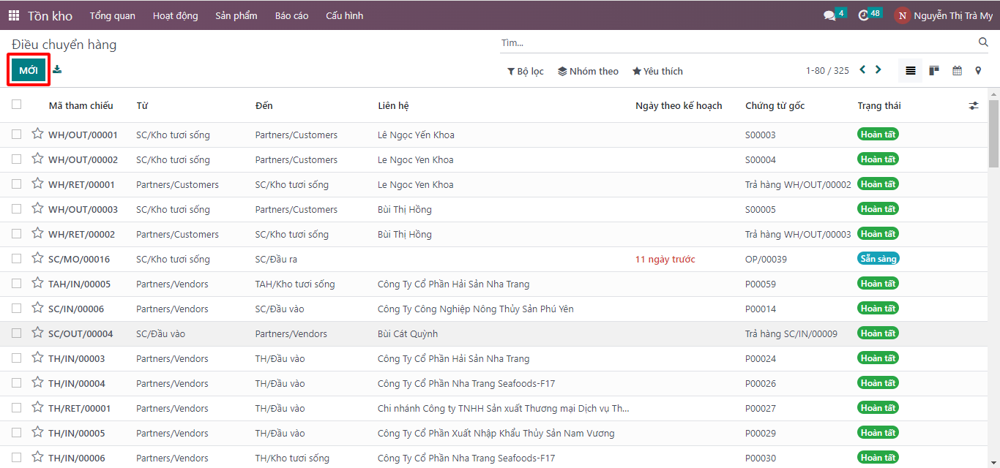 Tồn kho Tổng quan Hoạt động Sản phẩm Báo cáo Cấu hình 4 48 N Nguyễn Thị Trà My
Điều chuyển hàng Tìm...
MỚI Bộ lọc Nhóm theo Yêu thích 1-80 / 325
Mã tham chiếu Từ Đến Liên hệ Ngày theo kế hoạch Chứng từ gốc Trạng thái
WH/OUT/00001 SC/Kho tươi sống Partners/Customers Lê Ngọc Yến Khoa S00003 Hoàn tất
WH/OUT/00002 SC/Kho tươi sống Partners/Customers Le Ngoc Yen Khoa S00004 Hoàn tất
WH/RET/00001 Partners/Customers SC/Kho tươi sống Le Ngoc Yen Khoa Trả hàng WH/OUT/00002 Hoàn tất
WH/OUT/00003 SC/Kho tươi sống Partners/Customers Bùi Thị Hồng S00005 Hoàn tất
WH/RET/00002 Partners/Customers SC/Kho tươi sống Bùi Thị Hồng Trả hàng WH/OUT/00003 Hoàn tất
SC/MO/00016 SC/Kho tươi sống SC/Đầu ra 11 ngày trước OP/00039 Sẵn sàng
TAH/IN/00005 Partners/Vendors TAH/Kho tươi sống Công Ty Cổ Phần Hải Sản Nha Trang P00059 Hoàn tất
SC/IN/00006 Partners/Vendors SC/Đầu vào Công Ty Công Nghiệp Nông Thủy Sản Phú Yên P00014 Hoàn tất
SC/OUT/00004 SC/Đầu vào Partners/Vendors Bùi Cát Quỳnh Trả hàng SC/IN/00009 Hoàn tất
TH/IN/00003 Partners/Vendors TH/Đầu vào Công Ty Cổ Phần Hải Sản Nha Trang P00024 Hoàn tất
TH/IN/00004 Partners/Vendors TH/Đầu vào Công Ty Cổ Phần Nha Trang Seafoods-F17 P00026 Hoàn tất
TH/RET/00001 Partners/Vendors TH/Đầu vào Chi nhánh Công ty TNHH Sản xuất Thương mại Dịch vụ Th... P00027 Hoàn tất
TH/IN/00005 Partners/Vendors TH/Đầu vào Công Ty Cổ Phần Xuất Nhập Khẩu Thủy Sản Nam Vương P00029 Hoàn tất
TH/IN/00006 Partners/Vendors TH/Kho tươi sống Công Ty Cổ Phần Nha Trang Seafoods-F17 P00030 Hoàn tất